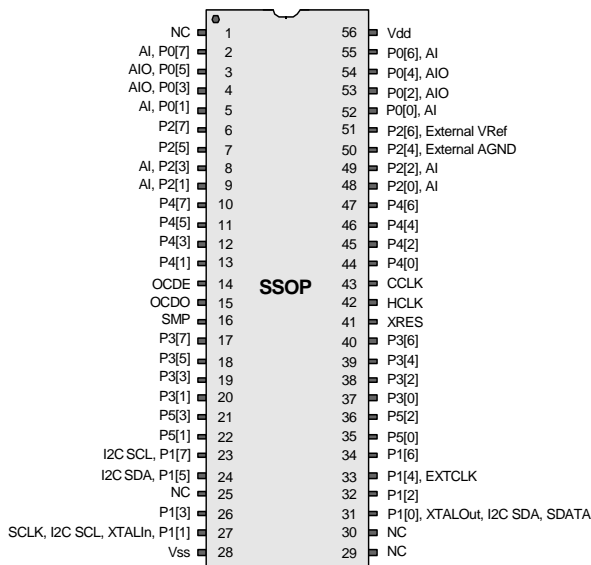 NC 1 56 Vdd
AI, P0[7] 2 55 P0[6], AI
AIO, P0[5] 3 54 P0[4], AIO
AIO, P0[3] 4 53 P0[2], AIO
AI, P0[1] 5 52 P0[0], AI
P2[7] 6 51 P2[6], External VRef
P2[5] 7 50 P2[4], External AGND
AI, P2[3] 8 49 P2[2], AI
AI, P2[1] 9 48 P2[0], AI
P4[7] 10 47 P4[6]
P4[5] 11 46 P4[4]
P4[3] 12 45 P4[2]
P4[1] 13 44 P4[0]
OCDE 14 SSOP 43 CCLK
OCDO 15 42 HCLK
SMP 16 41 XRES
P3[7] 17 40 P3[6]
P3[5] 18 39 P3[4]
P3[3] 19 38 P3[2]
P3[1] 20 37 P3[0]
P5[3] 21 36 P5[2]
P5[1] 22 35 P5[0]
I2C SCL, P1[7] 23 34 P1[6]
I2C SDA, P1[5] 24 33 P1[4], EXTCLK
NC 25 32 P1[2]
P1[3] 26 31 P1[0], XTALOut, I2C SDA, SDATA
SCLK, I2C SCL, XTALIn, P1[1] 27 30 NC
Vss 28 29 NC